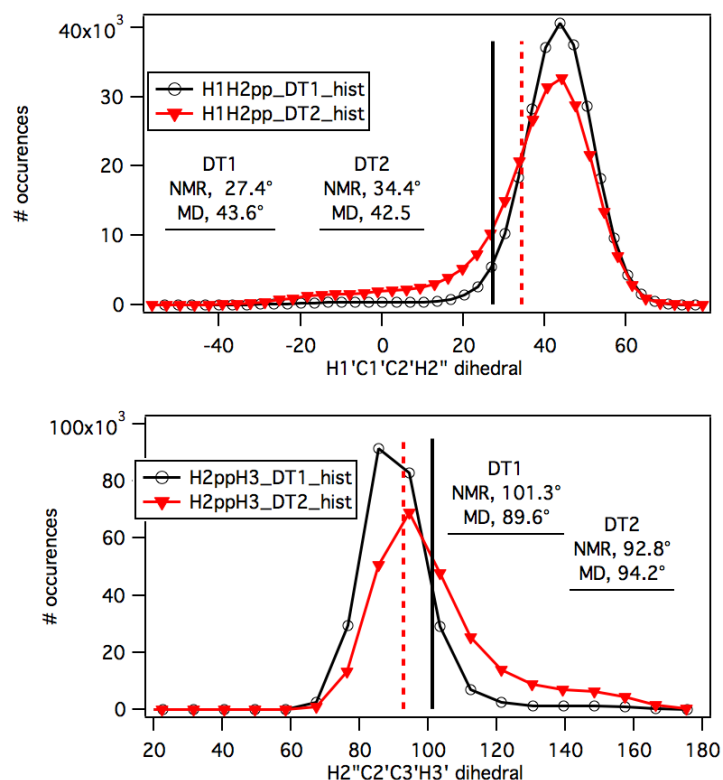 40x10³
30
20
10
0
# occurences
H1H2pp_DT1_hist
H1H2pp_DT2_hist
DT1
NMR, 27.4°
MD, 43.6°
DT2
NMR, 34.4°
MD, 42.5
-40 -20 0 20 40 60
H1'C1'C2'H2" dihedral
100x10³
80
60
40
20
0
# occurences
H2ppH3_DT1_hist
H2ppH3_DT2_hist
DT1
NMR, 101.3°
MD, 89.6°
DT2
NMR, 92.8°
MD, 94.2°
20 40 60 80 100 120 140 160 180
H2"C2'C3'H3' dihedral